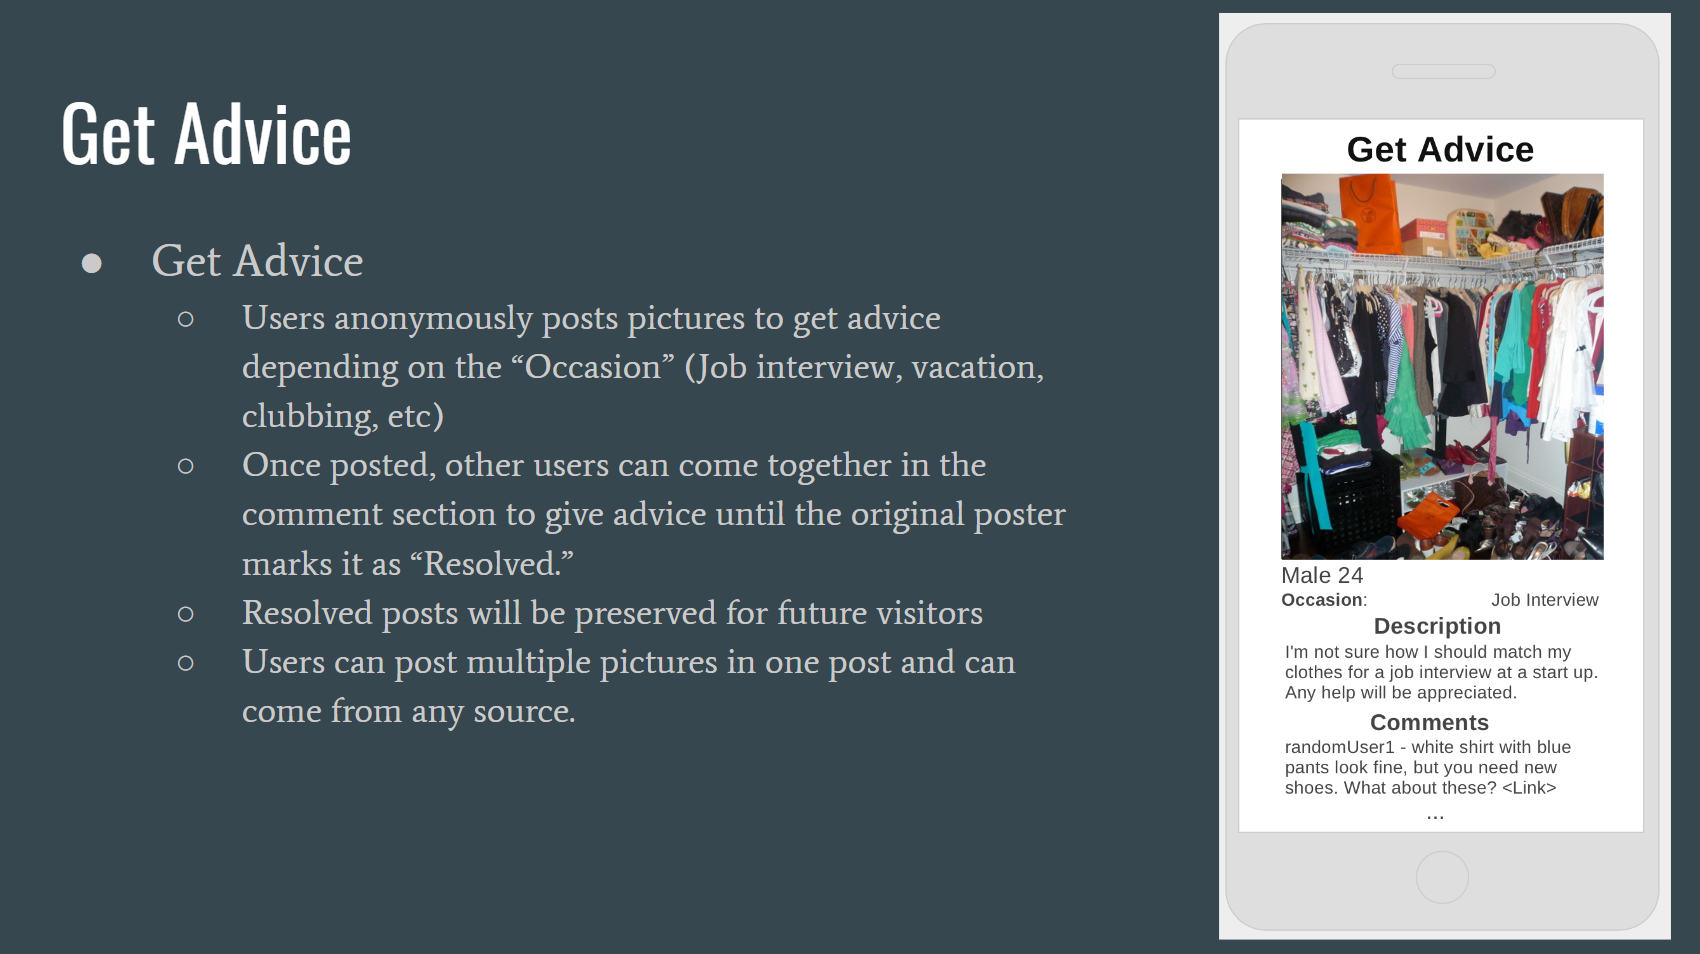 Get Advice
● Get Advice
○ Users anonymously posts pictures to get advice
depending on the “Occasion” (Job interview, vacation,
clubbing, etc)
○ Once posted, other users can come together in the
comment section to give advice until the original poster
marks it as “Resolved.”
○ Resolved posts will be preserved for future visitors
○ Users can post multiple pictures in one post and can
come from any source.
Get Advice
Male 24
Occasion: Job Interview
Description
I'm not sure how I should match my
clothes for a job interview at a start up.
Any help will be appreciated.
Comments
randomUser1 - white shirt with blue
pants look fine, but you need new
shoes. What about these? <Link>
...